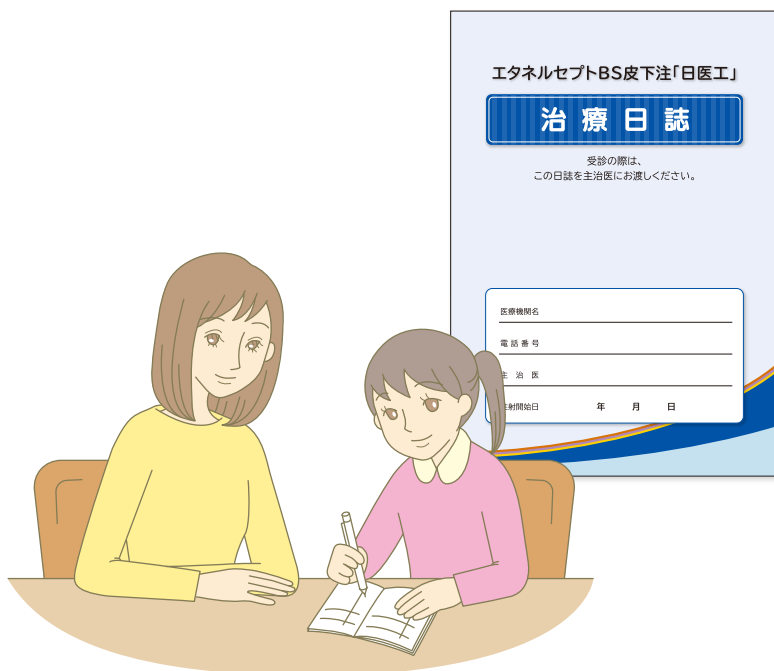 エタネルセプトBS皮下注「日医工」
治療日誌
受診の際は、
この日誌を主治医にお渡しください。
医療機関名
電話番号
主治医
射開始日 年 月 日